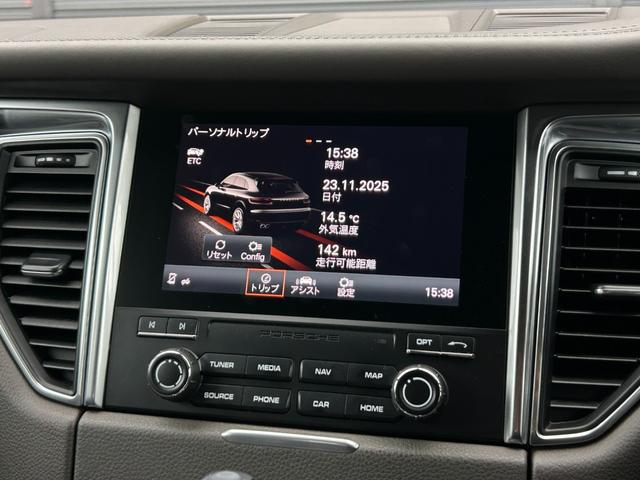 パーソナルトリップ
ETC
15:38
時刻
23.11.2025
日付
14.5 ℃
外気温度
142 km
走行可能距離
リセット Config
トリップ アシスト 設定 15:38
PORSCHE
OPT
TUNER MEDIA NAV MAP
SOURCE PHONE CAR HOME